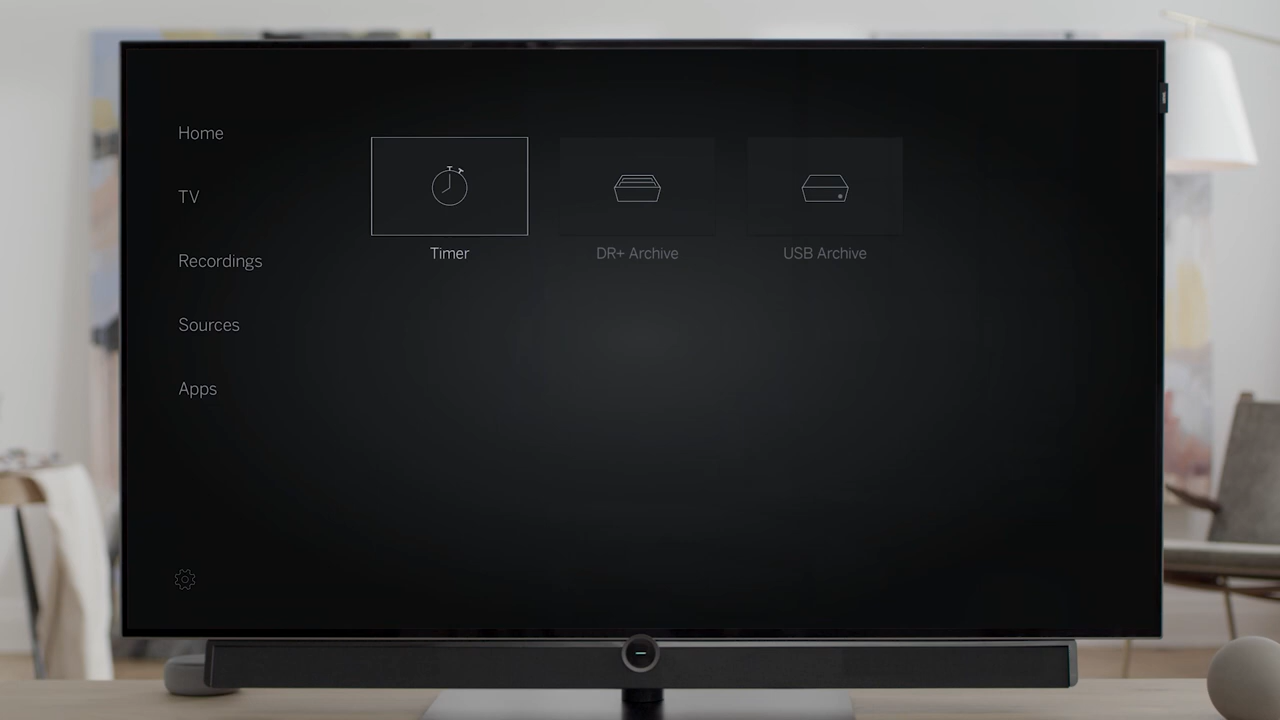 Home
TV
Recordings
Sources
Apps
Timer
DR+ Archive
USB Archive